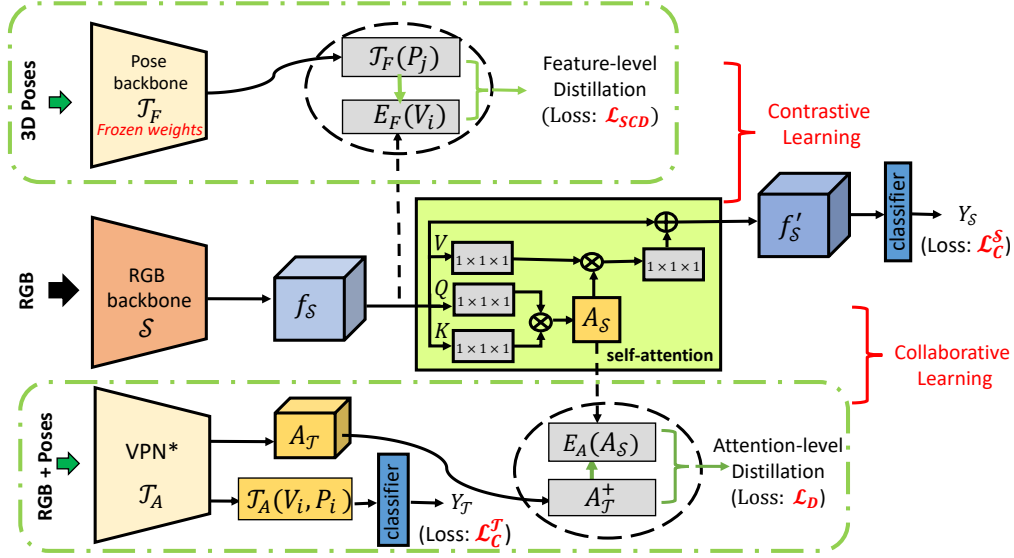 3D Poses
Pose
backbone
𝒯_F
Frozen weights
𝒯_F(P_j)
E_F(V_i)
Feature-level
Distillation
(Loss: ℒ_SCD)
Contrastive
Learning
RGB
RGB
backbone
𝒮
f_𝒮
V
1 × 1 × 1
Q
1 × 1 × 1
K
1 × 1 × 1
A_𝒮
1 × 1 × 1
self-attention
f′_𝒮
classifier
Y_𝒮
(Loss: ℒ_C^𝒮)
Collaborative
Learning
RGB + Poses
VPN*
𝒯_A
A_𝒯
𝒯_A(V_i, P_i)
classifier
Y_𝒯
(Loss: ℒ_C^𝒯)
E_A(A_𝒮)
A_𝒯^+
Attention-level
Distillation
(Loss: ℒ_D)